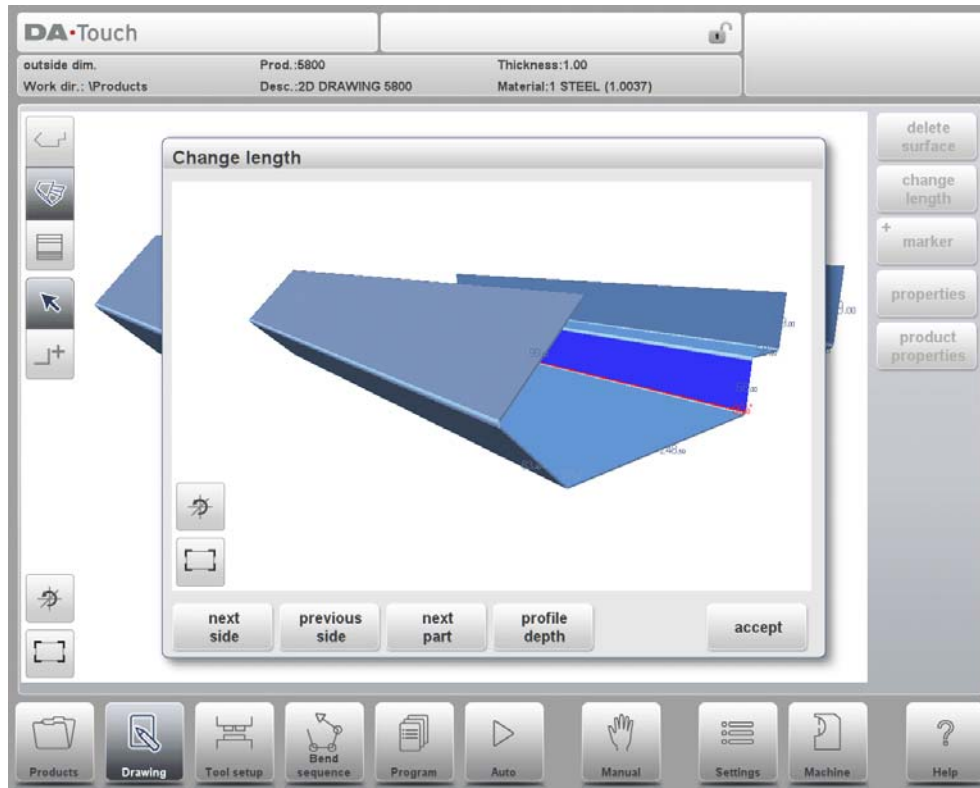 DA•Touch
outside dim. Prod.:5800 Thickness:1.00
Work dir.: \Products Desc.:2D DRAWING 5800 Material:1 STEEL (1.0037)
delete
surface
change
length
+
marker
properties
product
properties
Change length
next
side
previous
side
next
part
profile
depth
accept
Products
Drawing
Tool setup
Bend
sequence
Program
Auto
Manual
Settings
Machine
Help